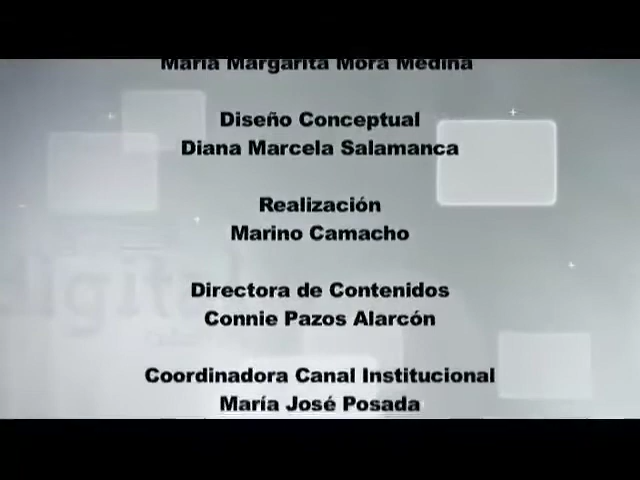 María Margarita Mora Medina
Diseño Conceptual
Diana Marcela Salamanca
Realización
Marino Camacho
digital
Directora de Contenidos
Connie Pazos Alarcón
Coordinadora Canal Institucional
María José Posada